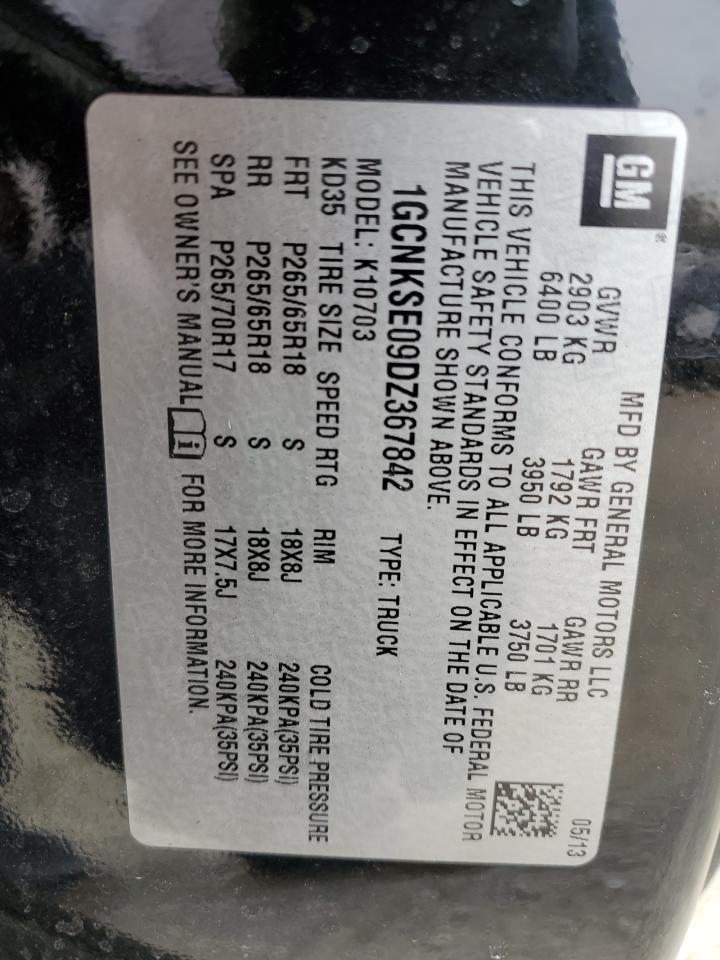 GM ®
MFD BY GENERAL MOTORS LLC 05/13
GVWR GAWR FRT GAWR RR
2903 KG 1792 KG 1701 KG
6400 LB 3950 LB 3750 LB
THIS VEHICLE CONFORMS TO ALL APPLICABLE U.S. FEDERAL MOTOR
VEHICLE SAFETY STANDARDS IN EFFECT ON THE DATE OF
MANUFACTURE SHOWN ABOVE.
1GCNKSE09DZ367842 TYPE: TRUCK
MODEL: K10703
KD35 TIRE SIZE SPEED RTG RIM COLD TIRE PRESSURE
FRT P265/65R18 S 18X8J 240KPA(35PSI)
RR P265/65R18 S 18X8J 240KPA(35PSI)
SPA P265/70R17 S 17X7.5J 240KPA(35PSI)
SEE OWNER'S MANUAL i FOR MORE INFORMATION.